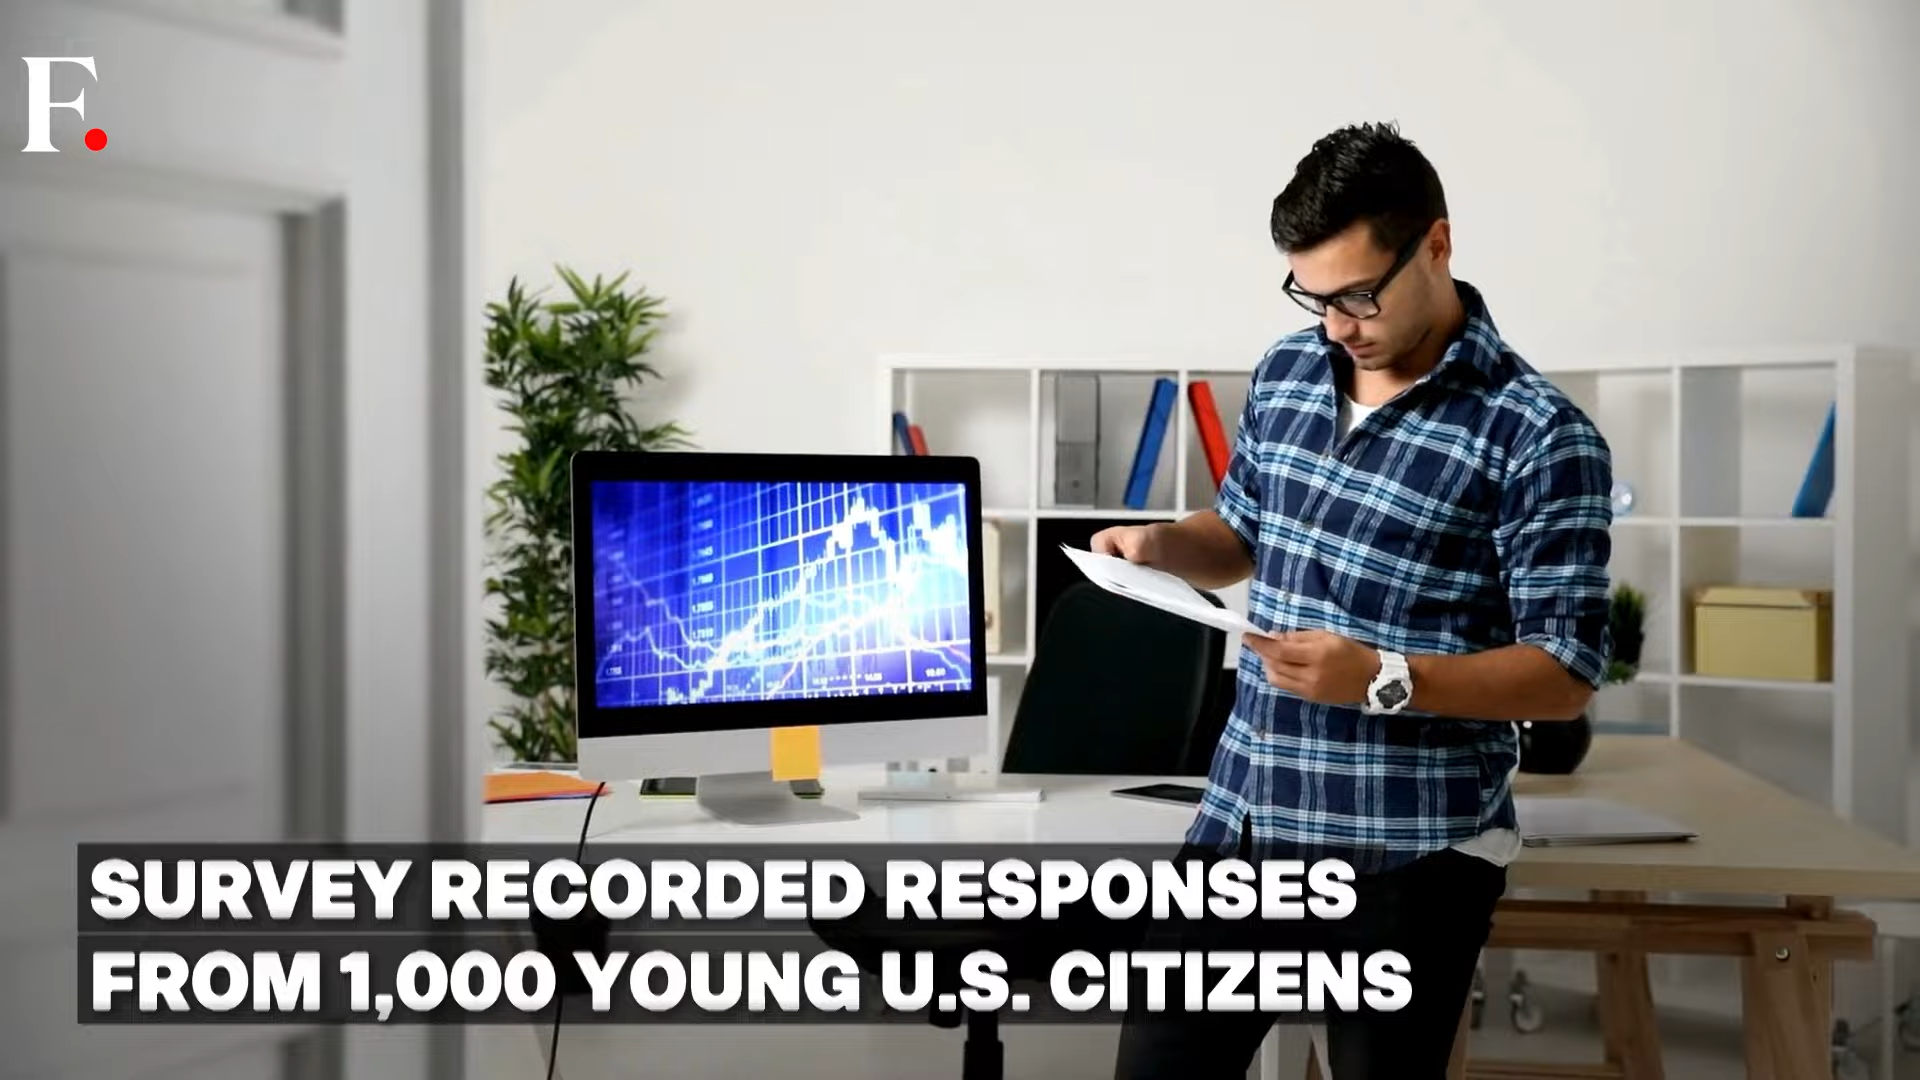 F.
SURVEY RECORDED RESPONSES
FROM 1,000 YOUNG U.S. CITIZENS